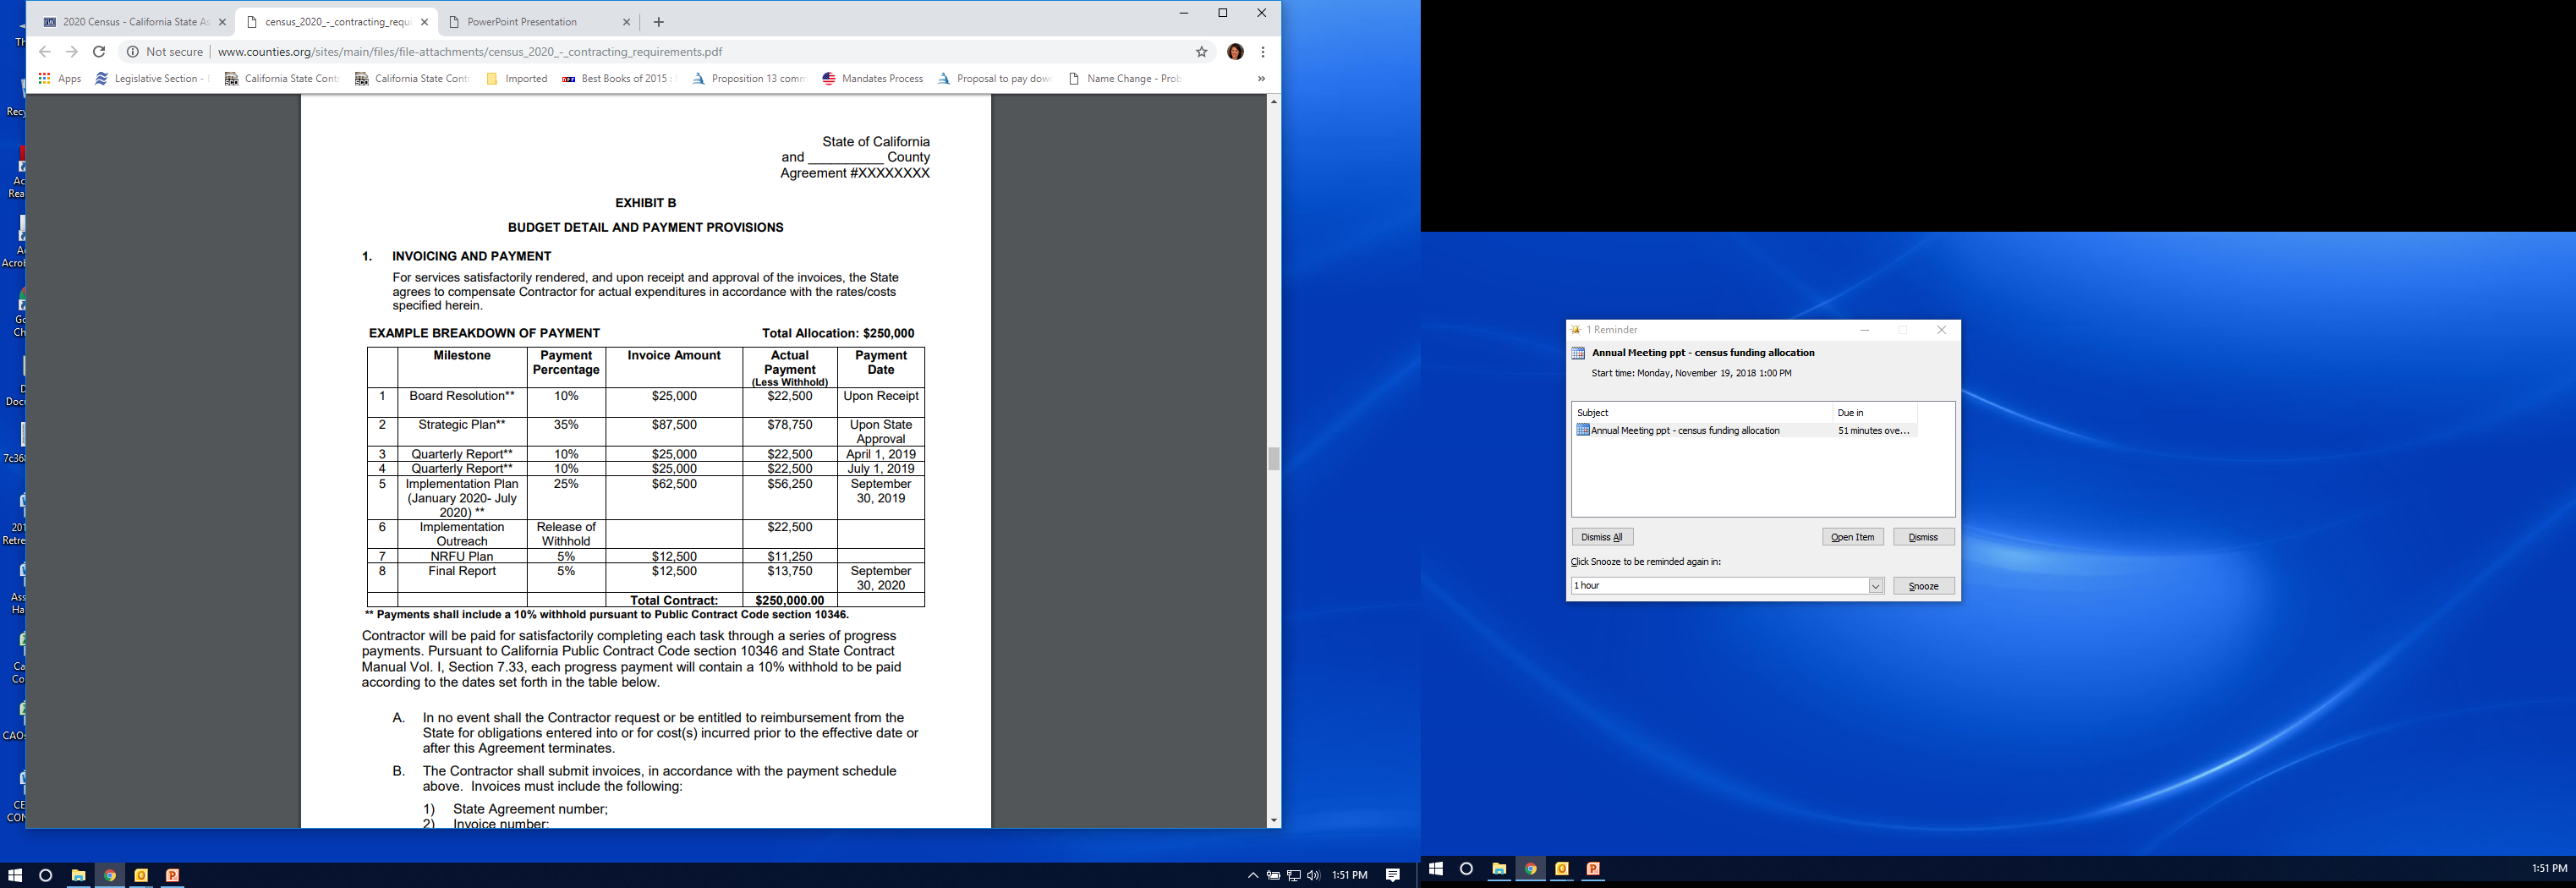 2020 Census - California State As
census_2020_-_contracting_requi
PowerPoint Presentation
Not secure | www.counties.org/sites/main/files/file-attachments/census_2020_-_contracting_requirements.pdf
Apps
Legislative Section -
California State Cont
California State Cont
Imported
Best Books of 2015 :
Proposition 13 comm
Mandates Process
Proposal to pay dow
Name Change - Prob
»
State of California
and __________ County
Agreement #XXXXXXXX
EXHIBIT B
BUDGET DETAIL AND PAYMENT PROVISIONS
1. INVOICING AND PAYMENT
For services satisfactorily rendered, and upon receipt and approval of the invoices, the State
agrees to compensate Contractor for actual expenditures in accordance with the rates/costs
specified herein.
EXAMPLE BREAKDOWN OF PAYMENT Total Allocation: $250,000
Milestone Payment Percentage Invoice Amount Actual Payment (Less Withhold) Payment Date
1 Board Resolution** 10% $25,000 $22,500 Upon Receipt
2 Strategic Plan** 35% $87,500 $78,750 Upon State Approval
3 Quarterly Report** 10% $25,000 $22,500 April 1, 2019
4 Quarterly Report** 10% $25,000 $22,500 July 1, 2019
5 Implementation Plan (January 2020- July 2020) ** 25% $62,500 $56,250 September 30, 2019
6 Implementation Outreach Release of Withhold $22,500
7 NRFU Plan 5% $12,500 $11,250
8 Final Report 5% $12,500 $13,750 September 30, 2020
Total Contract: $250,000.00
** Payments shall include a 10% withhold pursuant to Public Contract Code section 10346.
Contractor will be paid for satisfactorily completing each task through a series of progress
payments. Pursuant to California Public Contract Code section 10346 and State Contract
Manual Vol. I, Section 7.33, each progress payment will contain a 10% withhold to be paid
according to the dates set forth in the table below.
A. In no event shall the Contractor request or be entitled to reimbursement from the
State for obligations entered into or for cost(s) incurred prior to the effective date or
after this Agreement terminates.
B. The Contractor shall submit invoices, in accordance with the payment schedule
above. Invoices must include the following:
1) State Agreement number;
2) Invoice number;
1:51 PM
1 Reminder
Annual Meeting ppt - census funding allocation
Start time: Monday, November 19, 2018 1:00 PM
Subject Due in
Annual Meeting ppt - census funding allocation 51 minutes ove...
Dismiss All
Open Item
Dismiss
Click Snooze to be reminded again in:
1 hour
Snooze
1:51 PM